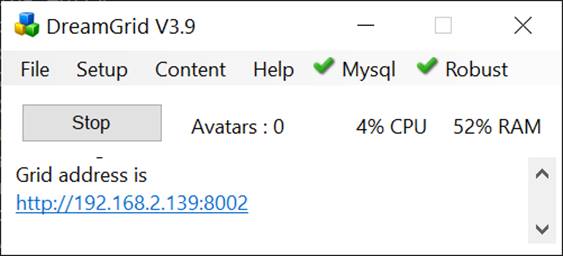 DreamGrid V3.9
File Setup Content Help Mysql Robust
Stop Avatars : 0 4% CPU 52% RAM
Grid address is
http://192.168.2.139:8002